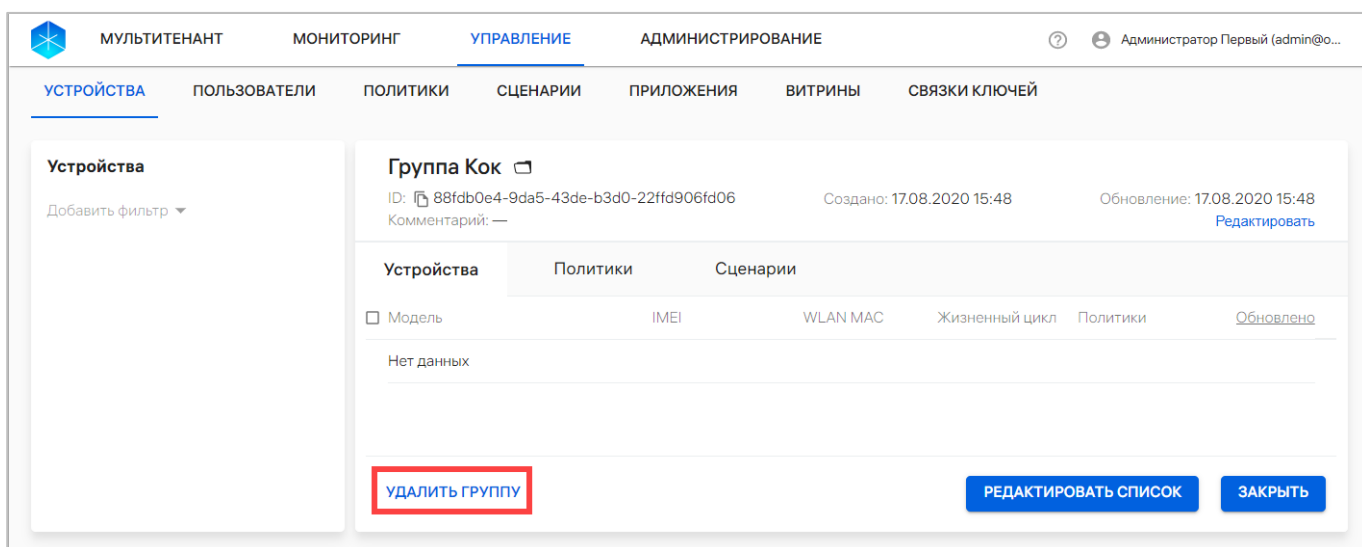 МУЛЬТИТЕНАНТ МОНИТОРИНГ УПРАВЛЕНИЕ АДМИНИСТРИРОВАНИЕ ? Администратор Первый (admin@o...
УСТРОЙСТВА ПОЛЬЗОВАТЕЛИ ПОЛИТИКИ СЦЕНАРИИ ПРИЛОЖЕНИЯ ВИТРИНЫ СВЯЗКИ КЛЮЧЕЙ
Устройства
Добавить фильтр
Группа Кок
ID: 88fdb0e4-9da5-43de-b3d0-22ffd906fd06 Создано: 17.08.2020 15:48 Обновление: 17.08.2020 15:48
Комментарий: — Редактировать
Устройства Политики Сценарии
Модель IMEI WLAN MAC Жизненный цикл Политики Обновлено
Нет данных
УДАЛИТЬ ГРУППУ РЕДАКТИРОВАТЬ СПИСОК ЗАКРЫТЬ